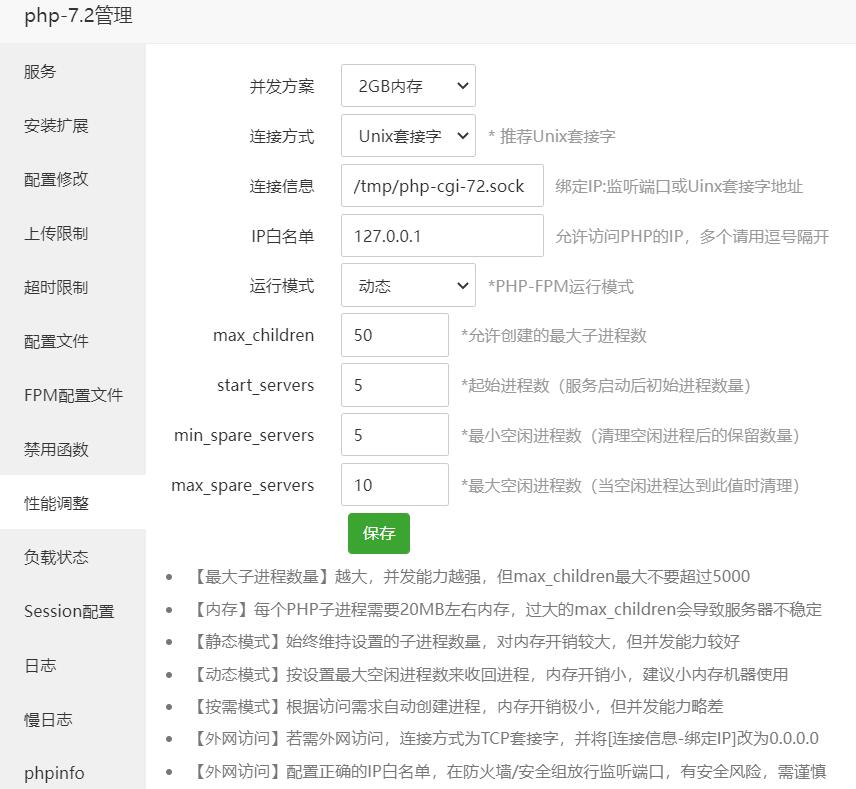 php-7.2管理
服务
安装扩展
配置修改
上传限制
超时限制
配置文件
FPM配置文件
禁用函数
性能调整
负载状态
Session配置
日志
慢日志
phpinfo
并发方案 2GB内存
连接方式 Unix套接字 * 推荐Unix套接字
连接信息 /tmp/php-cgi-72.sock 绑定IP:监听端口或Uinx套接字地址
IP白名单 127.0.0.1 允许访问PHP的IP，多个请用逗号隔开
运行模式 动态 *PHP-FPM运行模式
max_children 50 *允许创建的最大子进程数
start_servers 5 *起始进程数（服务启动后初始进程数量）
min_spare_servers 5 *最小空闲进程数（清理空闲进程后的保留数量）
max_spare_servers 10 *最大空闲进程数（当空闲进程达到此值时清理）
保存
• 【最大子进程数量】越大，并发能力越强，但max_children最大不要超过5000
• 【内存】每个PHP子进程需要20MB左右内存，过大的max_children会导致服务器不稳定
• 【静态模式】始终维持设置的子进程数量，对内存开销较大，但并发能力较好
• 【动态模式】按设置最大空闲进程数来收回进程，内存开销小，建议小内存机器使用
• 【按需模式】根据访问需求自动创建进程，内存开销极小，但并发能力略差
• 【外网访问】若需外网访问，连接方式为TCP套接字，并将[连接信息-绑定IP]改为0.0.0.0
• 【外网访问】配置正确的IP白名单，在防火墙/安全组放行监听端口，有安全风险，需谨慎